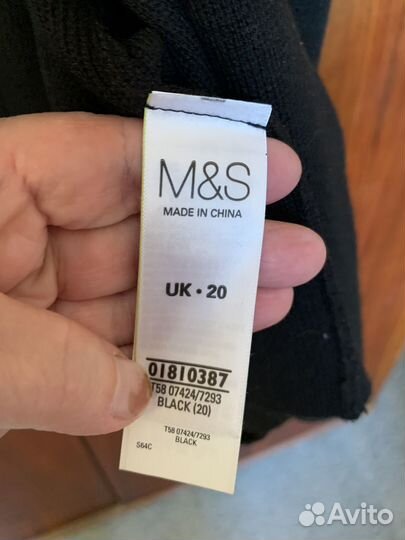 M&S
MADE IN CHINA
UK • 20
01810387
T58 07424/7293
BLACK (20)
T58 07424/7293
BLACK
S64C
Avito